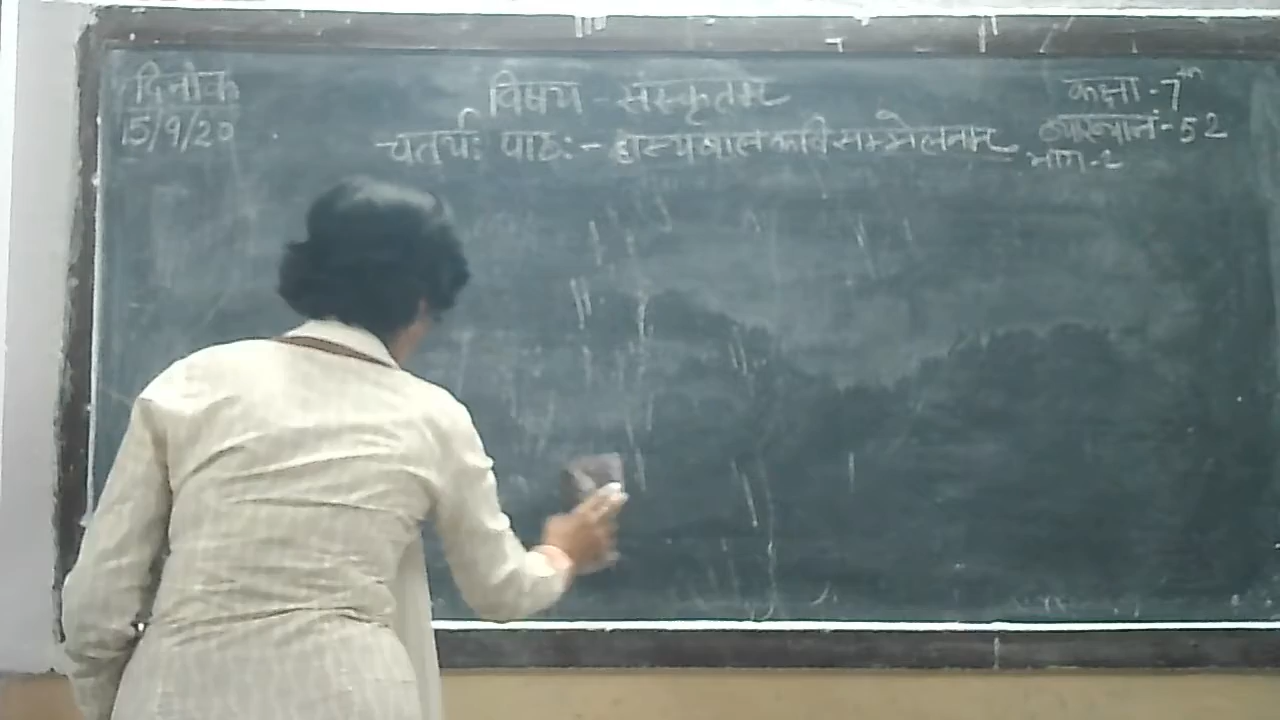 दिनांक
15/9/20
विषय - संस्कृतम्
चतुर्थः पाठः - हास्यबालकविसम्मेलनम्
कक्षा - 7th
व्याख्यानं - 52
भाग - 2